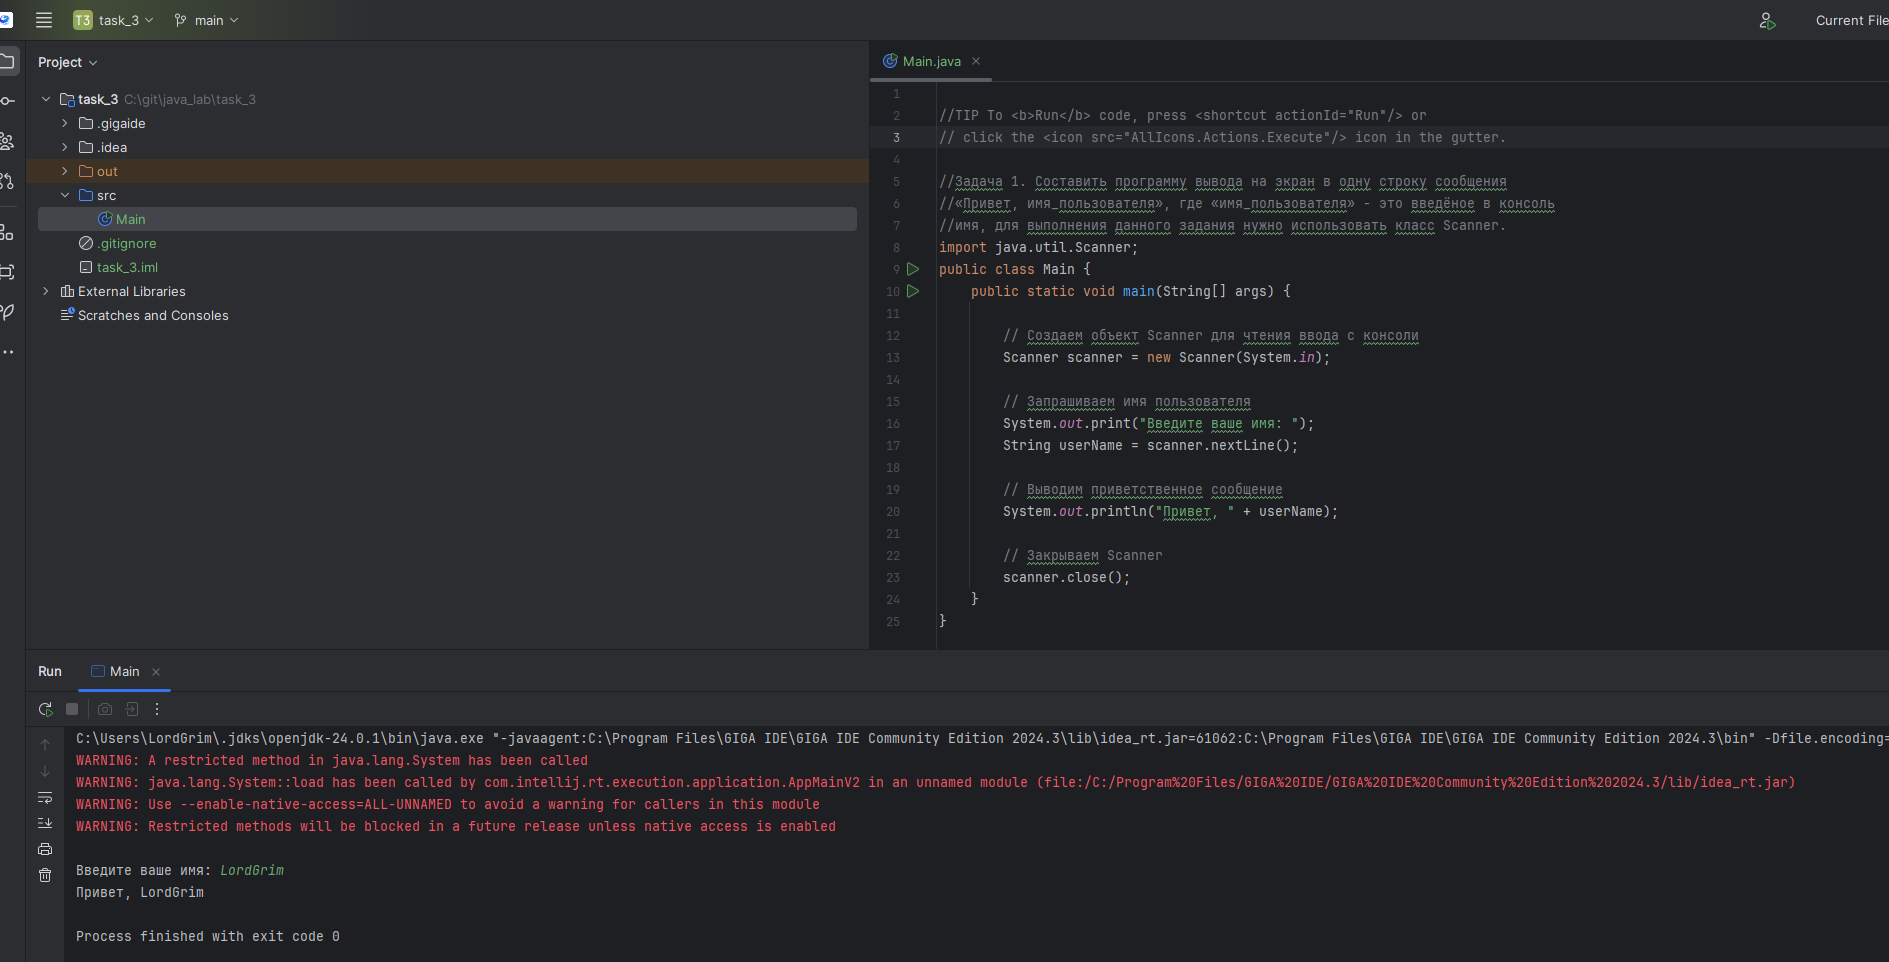 T3 task_3 main Current File
Project
task_3 C:\git\java_lab\task_3
.gigaide
.idea
out
src
Main
.gitignore
task_3.iml
External Libraries
Scratches and Consoles
Main.java
1
2 //TIP To <b>Run</b> code, press <shortcut actionId="Run"/> or
3 // click the <icon src="AllIcons.Actions.Execute"/> icon in the gutter.
4
5 //Задача 1. Составить программу вывода на экран в одну строку сообщения
6 //«Привет, имя_пользователя», где «имя_пользователя» - это введёное в консоль
7 //имя, для выполнения данного задания нужно использовать класс Scanner.
8 import java.util.Scanner;
9 public class Main {
10 public static void main(String[] args) {
11
12 // Создаем объект Scanner для чтения ввода с консоли
13 Scanner scanner = new Scanner(System.in);
14
15 // Запрашиваем имя пользователя
16 System.out.print("Введите ваше имя: ");
17 String userName = scanner.nextLine();
18
19 // Выводим приветственное сообщение
20 System.out.println("Привет, " + userName);
21
22 // Закрываем Scanner
23 scanner.close();
24 }
25 }
Run Main
C:\Users\LordGrim\.jdks\openjdk-24.0.1\bin\java.exe "-javaagent:C:\Program Files\GIGA IDE\GIGA IDE Community Edition 2024.3\lib\idea_rt.jar=61062:C:\Program Files\GIGA IDE\GIGA IDE Community Edition 2024.3\bin" -Dfile.encoding=
WARNING: A restricted method in java.lang.System has been called
WARNING: java.lang.System::load has been called by com.intellij.rt.execution.application.AppMainV2 in an unnamed module (file:/C:/Program%20Files/GIGA%20IDE/GIGA%20IDE%20Community%20Edition%202024.3/lib/idea_rt.jar)
WARNING: Use --enable-native-access=ALL-UNNAMED to avoid a warning for callers in this module
WARNING: Restricted methods will be blocked in a future release unless native access is enabled
Введите ваше имя: LordGrim
Привет, LordGrim
Process finished with exit code 0